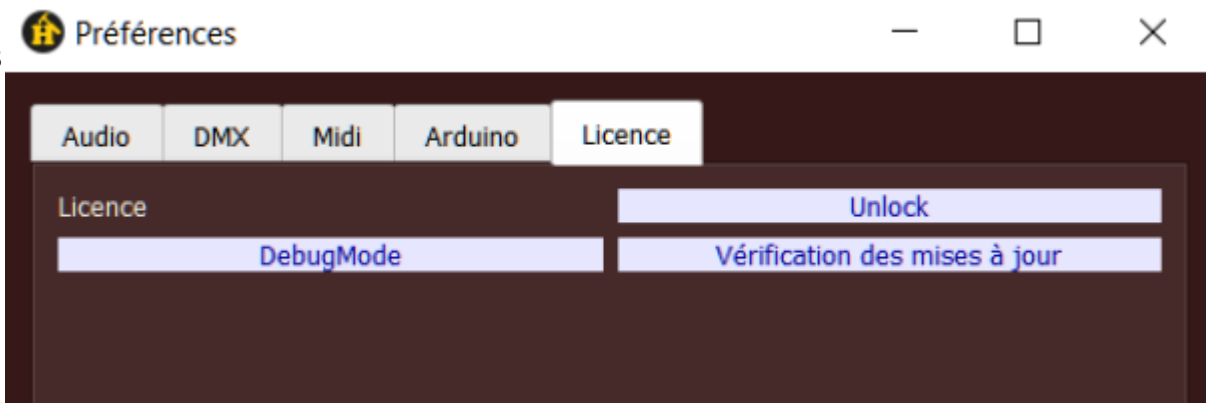 Préférences
Audio DMX Midi Arduino Licence
Licence Unlock
DebugMode Vérification des mises à jour